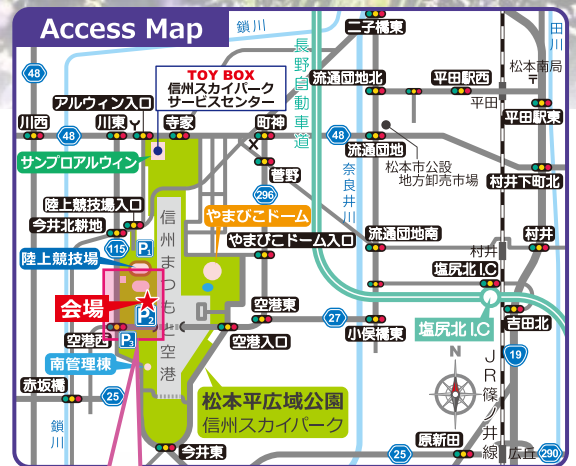 Access Map
鎖川
二子橋東
田川
48
長野自動車道
TOY BOX
信州スカイパーク
サービスセンター
流通団地北
平田駅西
松本南局
〒
平田
平田駅東
アルウィン入口
川西
48
川東
寺家
町神
48
流通団地
松本市公設
地方卸売市場
サンプロアルウィン
菅野
奈良井川
村井下町北
陸上競技場入口
296
今井北耕地
信州まつもと空港
やまびこドーム
やまびこドーム入口
流通団地南
村井
村井
115
P1
陸上競技場
塩尻北I.C
会場
P2
空港東
27
塩尻北I.C
吉田北
空港西
P3
空港入口
小俣橋東
南管理棟
N
19
赤坂橋
25
松本平広域公園
信州スカイパーク
JR篠ノ井線
鎖川
今井東
25
原新田
広丘
290